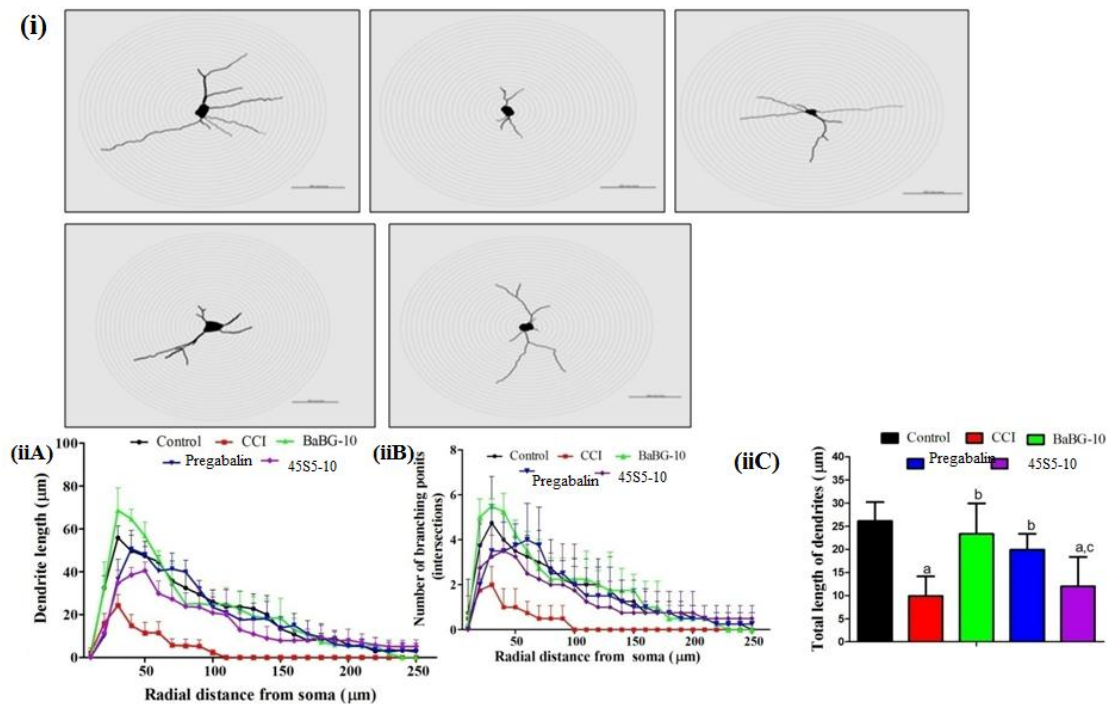 (i)
(iiA)
Control CCI BaBG-10
Pregabalin 45S5-10
Dendrite length (μm)
100
80
60
40
20
0
50 100 150 200 250
Radial distance from soma (μm)
(iiB)
Control CCI BaBG-10
Pregabalin 45S5-10
Number of branching ponits
(intersections)
8
6
4
2
0
50 100 150 200 250
Radial distance from soma (μm)
(iiC)
Control CCI BaBG-10
Pregabalin 45S5-10
Total length of dendrites (μm)
40
35
30
25
20
15
10
5
0
a
b
b
a,c